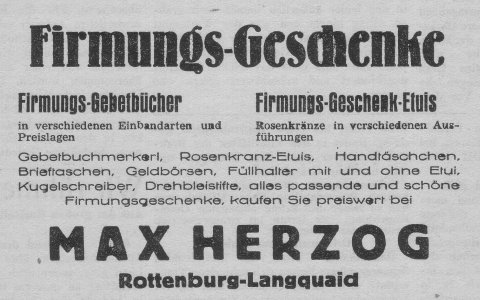 Firmungs-Geschenke
Firmungs-Gebetbücher
in verschiedenen Einbandarten und
Preislagen
Firmungs-Geschenk-Etuis
Rosenkränze in verschiedenen Aus-
führungen
Gebetbuchmerkerl, Rosenkranz-Etuis, Handtäschchen,
Brieftaschen, Geldbörsen, Füllhalter mit und ohne Etui,
Kugelschreiber, Drehbleistifte, alles passende und schöne
Firmungsgeschenke, kaufen Sie preiswert bei
MAX HERZOG
Rottenburg-Langquaid